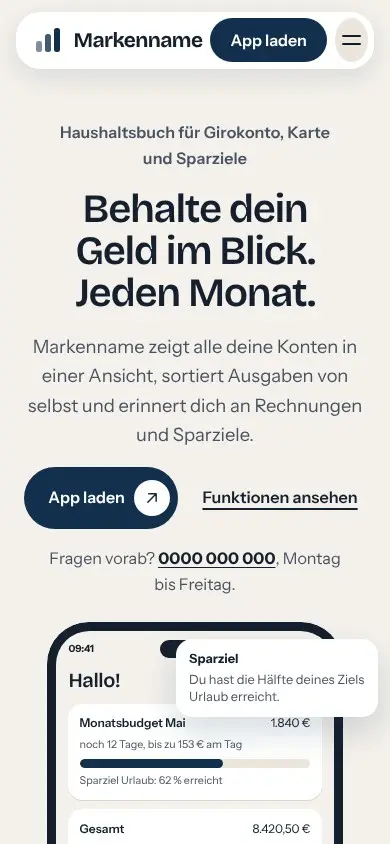 Markenname
App laden
Haushaltsbuch für Girokonto, Karte
und Sparziele
Behalte dein
Geld im Blick.
Jeden Monat.
Markenname zeigt alle deine Konten in
einer Ansicht, sortiert Ausgaben von
selbst und erinnert dich an Rechnungen
und Sparziele.
App laden
Funktionen ansehen
Fragen vorab? 0000 000 000, Montag
bis Freitag.
09:41
Sparziel
Du hast die Hälfte deines Ziels
Urlaub erreicht.
Hallo!
Monatsbudget Mai 1.840 €
noch 12 Tage, bis zu 153 € am Tag
Sparziel Urlaub: 62 % erreicht
Gesamt 8.420,50 €